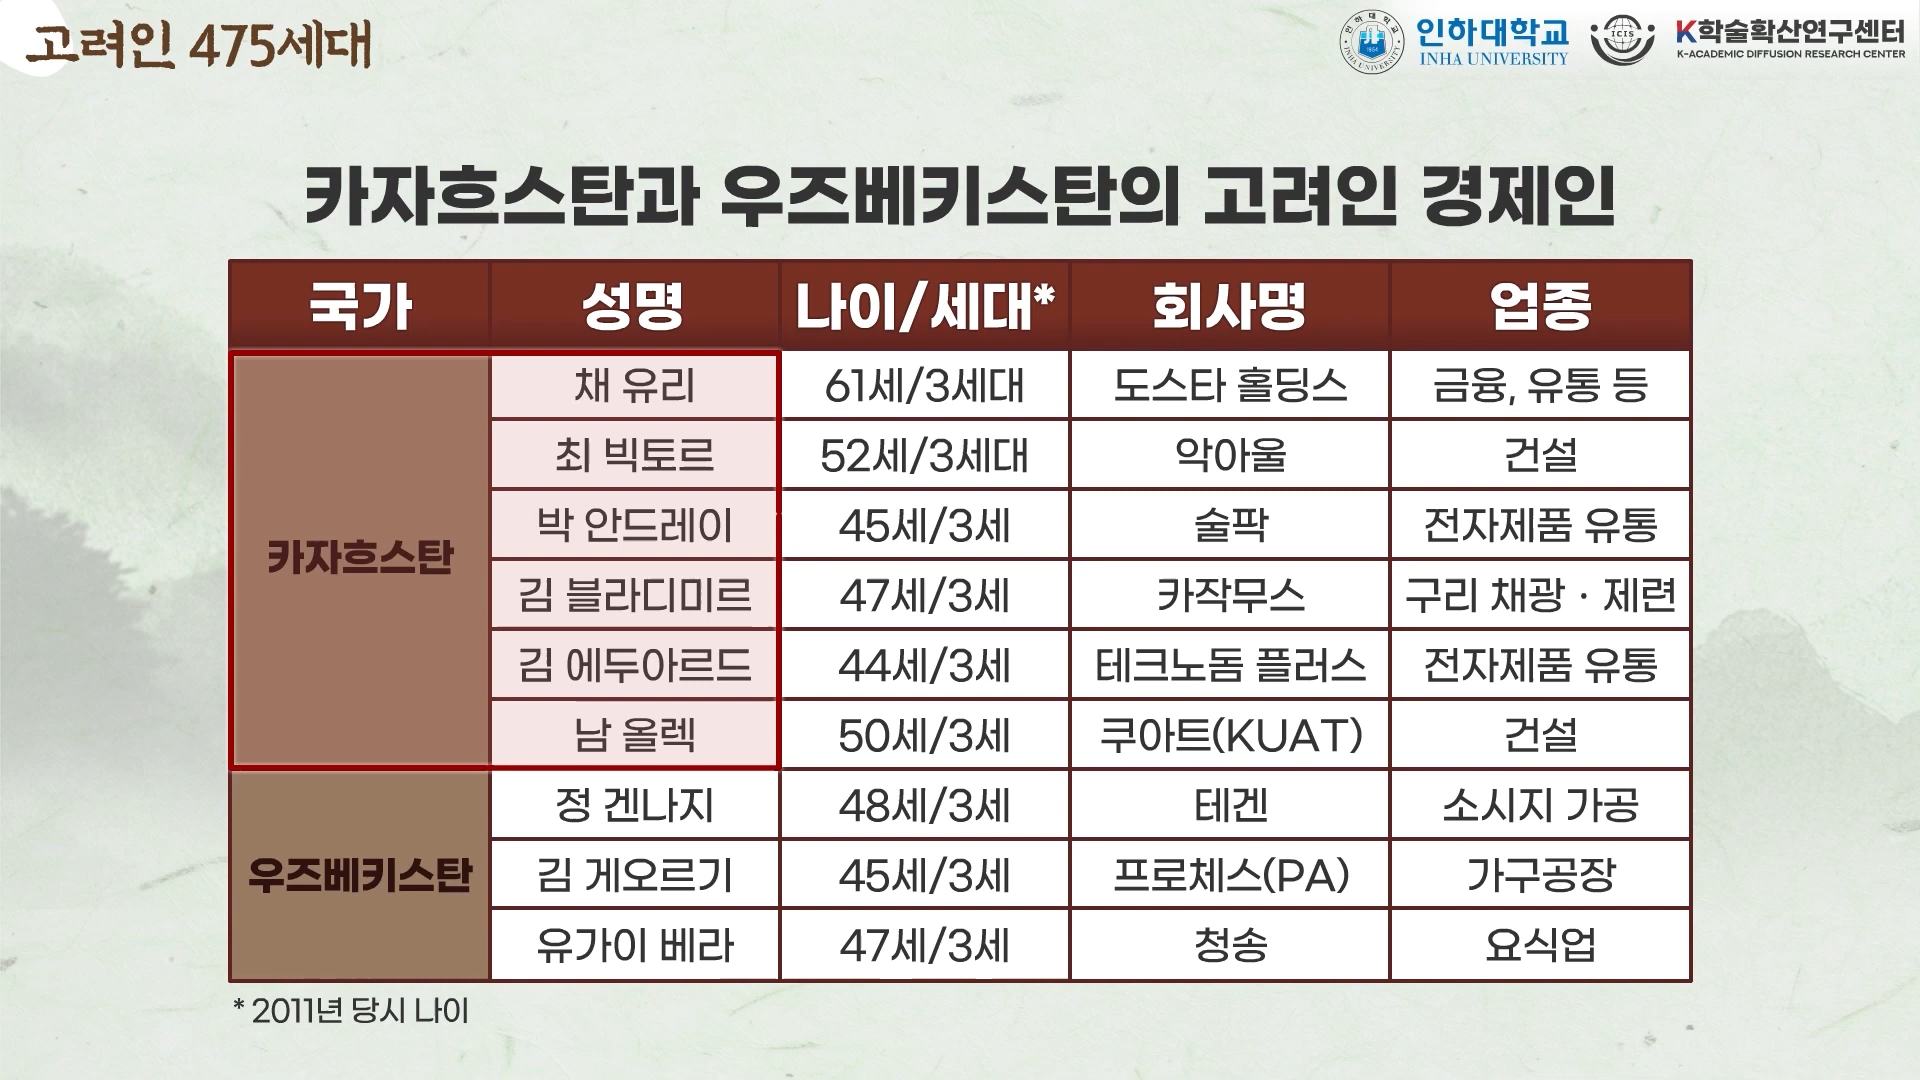 고려인 475세대
인하대학교
1954
INHA UNIVERSITY
ICIS
K학술확산연구센터
K-ACADEMIC DIFFUSION RESEARCH CENTER
카자흐스탄과 우즈베키스탄의 고려인 경제인
국가 성명 나이/세대* 회사명 업종
카자흐스탄
채 유리 61세/3세대 도스타 홀딩스 금융, 유통 등
최 빅토르 52세/3세대 악아울 건설
박 안드레이 45세/3세 술팍 전자제품 유통
김 블라디미르 47세/3세 카작무스 구리 채광 · 제련
김 에두아르드 44세/3세 테크노돔 플러스 전자제품 유통
남 올렉 50세/3세 쿠아트(KUAT) 건설
우즈베키스탄
정 겐나지 48세/3세 테겐 소시지 가공
김 게오르기 45세/3세 프로체스(PA) 가구공장
유가이 베라 47세/3세 청송 요식업
* 2011년 당시 나이